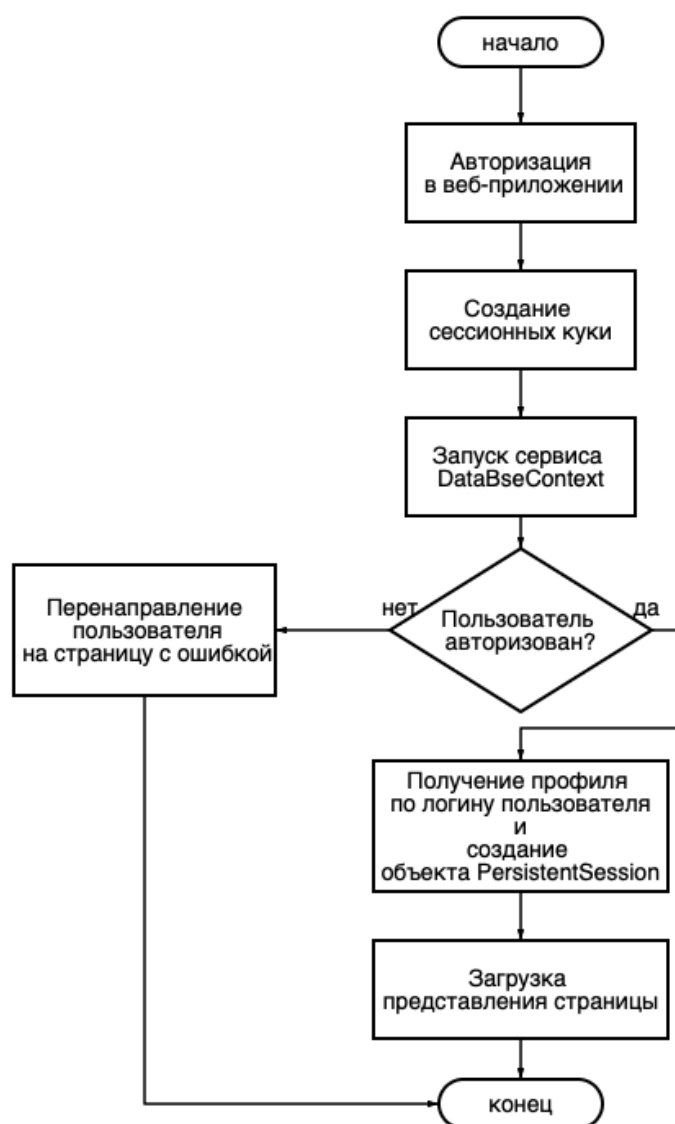 начало
Авторизация
в веб-приложении
Создание
сессионных куки
Запуск сервиса
DataBseContext
нет
да
Пользователь
авторизован?
Перенаправление
пользователя
на страницу с ошибкой
Получение профиля
по логину пользователя
и
создание
объекта PersistentSession
Загрузка
представления страницы
конец